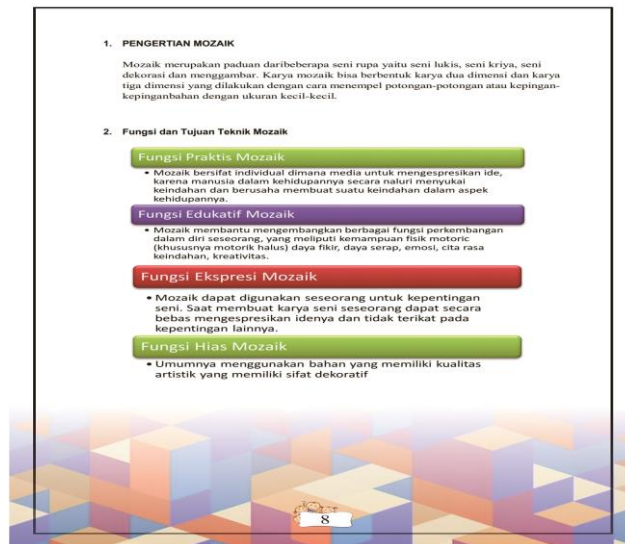 1. PENGERTIAN MOZAIK
Mozaik merupakan paduan daribeberapa seni rupa yaitu seni lukis, seni kriya, seni
dekorasi dan menggambar. Karya mozaik bisa berbentuk karya dua dimensi dan karya
tiga dimensi yang dilakukan dengan cara menempel potongan-potongan atau kepingan-
kepinganbahan dengan ukuran kecil-kecil.
2. Fungsi dan Tujuan Teknik Mozaik
Fungsi Praktis Mozaik
• Mozaik bersifat individual dimana media untuk mengespresikan ide,
karena manusia dalam kehidupannya secara naluri menyukai
keindahan dan berusaha membuat suatu keindahan dalam aspek
kehidupannya.
Fungsi Edukatif Mozaik
• Mozaik membantu mengembangkan berbagai fungsi perkembangan
dalam diri seseorang, yang meliputi kemampuan fisik motoric
(khususnya motorik halus) daya fikir, daya serap, emosi, cita rasa
keindahan, kreativitas.
Fungsi Ekspresi Mozaik
• Mozaik dapat digunakan seseorang untuk kepentingan
seni. Saat membuat karya seni seseorang dapat secara
bebas mengespresikan idenya dan tidak terikat pada
kepentingan lainnya.
Fungsi Hias Mozaik
• Umumnya menggunakan bahan yang memiliki kualitas
artistik yang memiliki sifat dekoratif
8